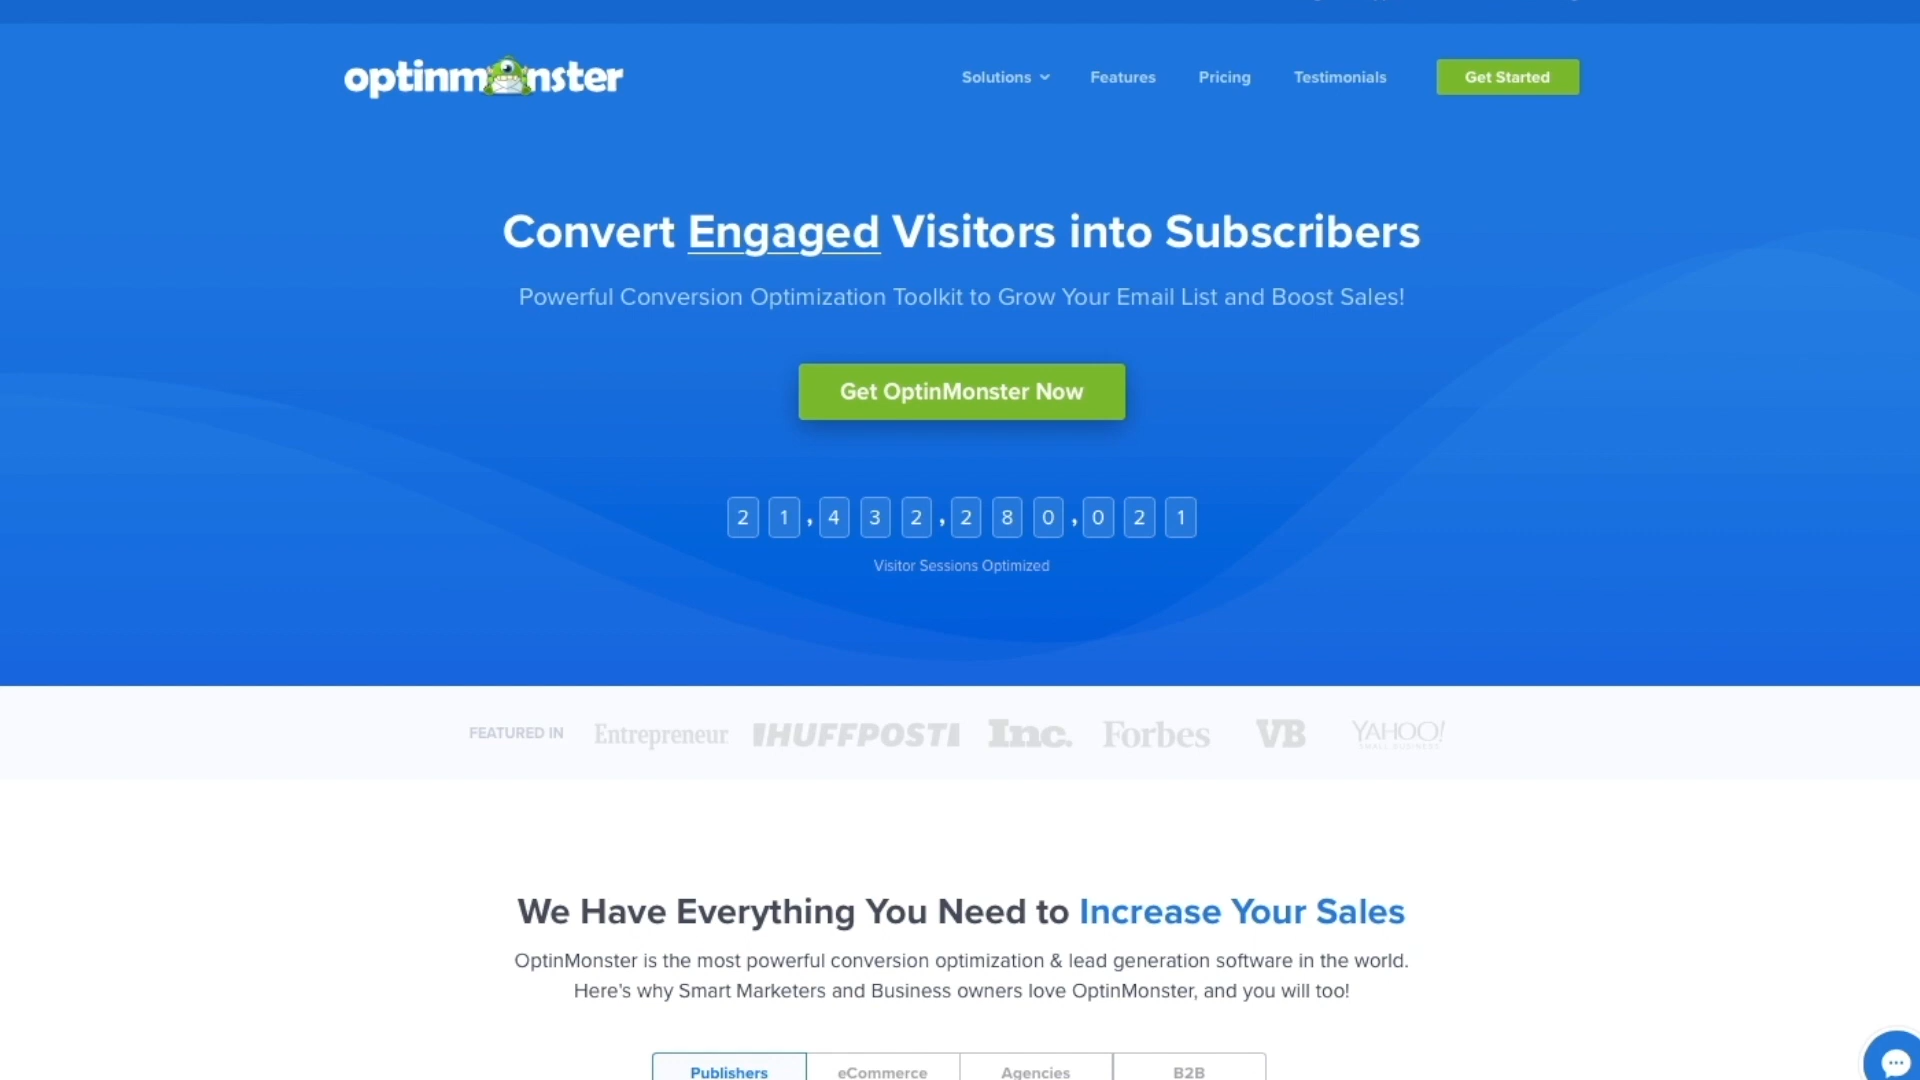 optinmonster
Solutions Features Pricing Testimonials Get Started
Convert Engaged Visitors into Subscribers
Powerful Conversion Optimization Toolkit to Grow Your Email List and Boost Sales!
Get OptinMonster Now
21,432,280,021
Visitor Sessions Optimized
FEATURED IN Entrepreneur HUFFPOST Inc. Forbes VB YAHOO!
SMALL BUSINESS
We Have Everything You Need to Increase Your Sales
OptinMonster is the most powerful conversion optimization & lead generation software in the world.
Here's why Smart Marketers and Business owners love OptinMonster, and you will too!
Publishers eCommerce Agencies B2B